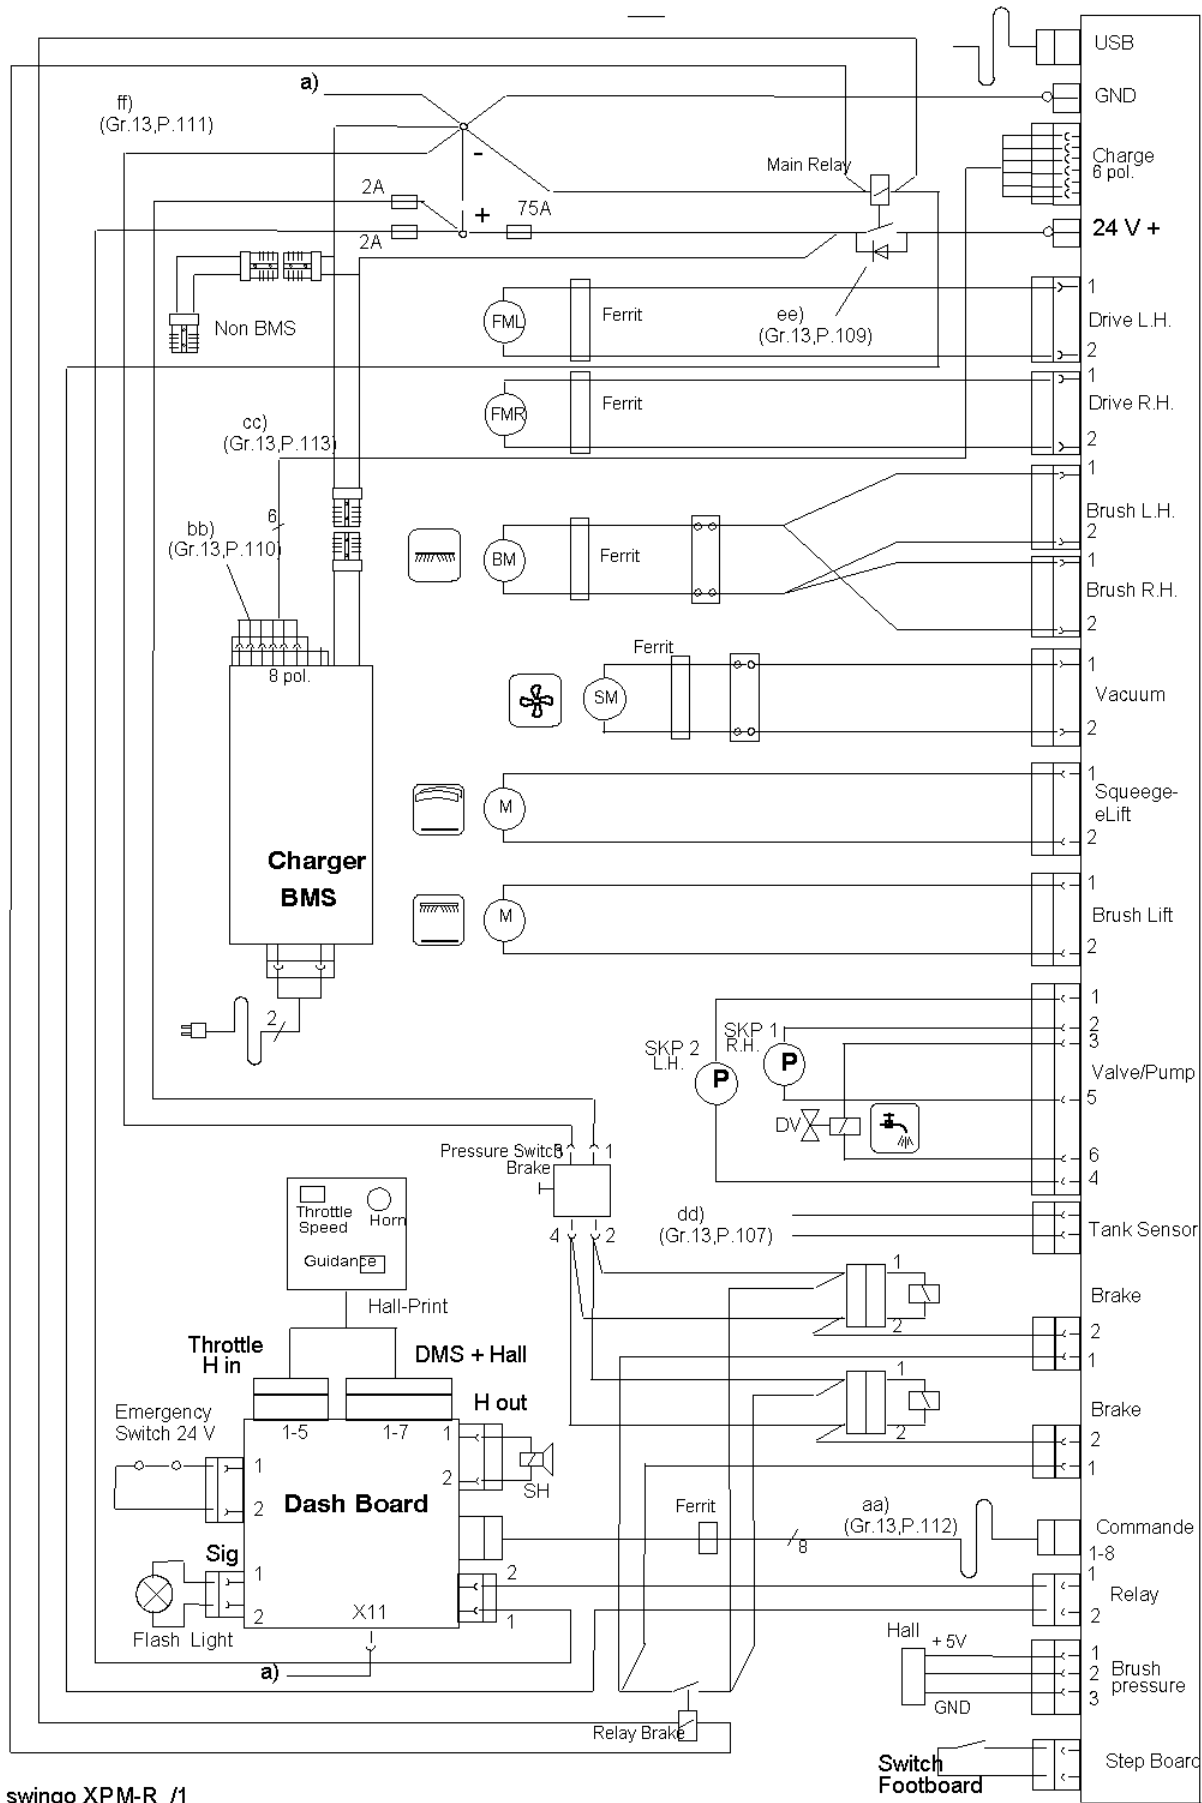 USB
a)
ff)
(Gr.13,P.111)
GND
-
Main Relay
Charge
6 pol.
2A
+
75A
2A
24 V +
Non BMS
FML
Ferrit
ee)
(Gr.13,P.109)
1
Drive L.H.
2
FMR
Ferrit
1
Drive R.H.
2
cc)
(Gr.13,P.113)
6
bb)
(Gr.13,P.110)
BM
Ferrit
1
Brush L.H.
2
1
Brush R.H.
2
8 pol.
Ferrit
SM
1
Vacuum
2
M
1
Squeege-
eLift
2
Charger
BMS
M
1
Brush Lift
2
2
SKP 2
L.H.
P
SKP 1
R.H.
P
DV
1
2
3
Valve/Pump
5
6
4
Pressure Switch
Brake
3
1
4
2
dd)
(Gr.13,P.107)
Tank Sensor
Throttle
Speed
Horn
Guidance
Hall-Print
1
2
Brake
2
1
Throttle
H in
DMS + Hall
H out
1
2
Brake
2
1
Emergency
Switch 24 V
1-5
1-7
1
2
1
2
SH
Dash Board
Ferrit
8
aa)
(Gr.13,P.112)
Commande
1-8
Sig
1
2
Flash Light
X11
2
1
1
Relay
2
a)
Hall
+ 5V
GND
1
2
3
Brush
pressure
Relay Brake
Switch
Footboard
Step Board
swingo XPM-R /1